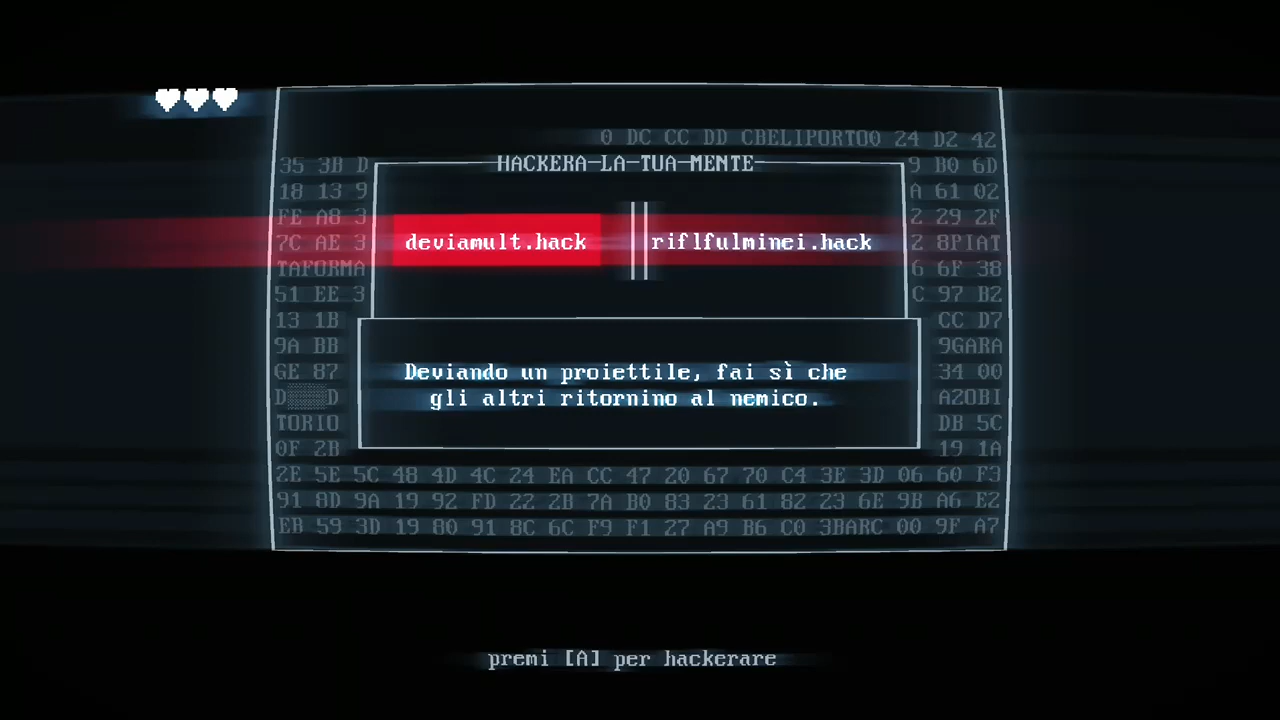 0 DC CC DD CBELIPORTO0 24 D2 42
35 3B D HACKERA LA TUA MENTE 9 B0 6D
18 13 9 A 61 02
FE A8 3 2 29 2F
7C AE 3 deviamult.hack riflfulminei.hack 2 8PIAT
TAFORMA 6 6F 38
51 EE 3 C 97 B2
13 1B CC D7
9A BB 9GARA
GE 87 Deviando un proiettile, fai sì che 34 00
D D gli altri ritornino al nemico. AZOBI
TORIO DB 5C
0F 2B 19 1A
2E 5E 5C 48 4D 4C 24 EA CC 47 20 67 70 C4 3E 3D 06 60 F3
91 8D 9A 19 92 FD 22 2B 7A B0 83 23 61 82 23 6E 9B A6 E2
EB 59 3D 19 80 91 8C 6C F9 F1 27 A9 B6 C0 3BARC 00 9F A7
premi [A] per hackerare